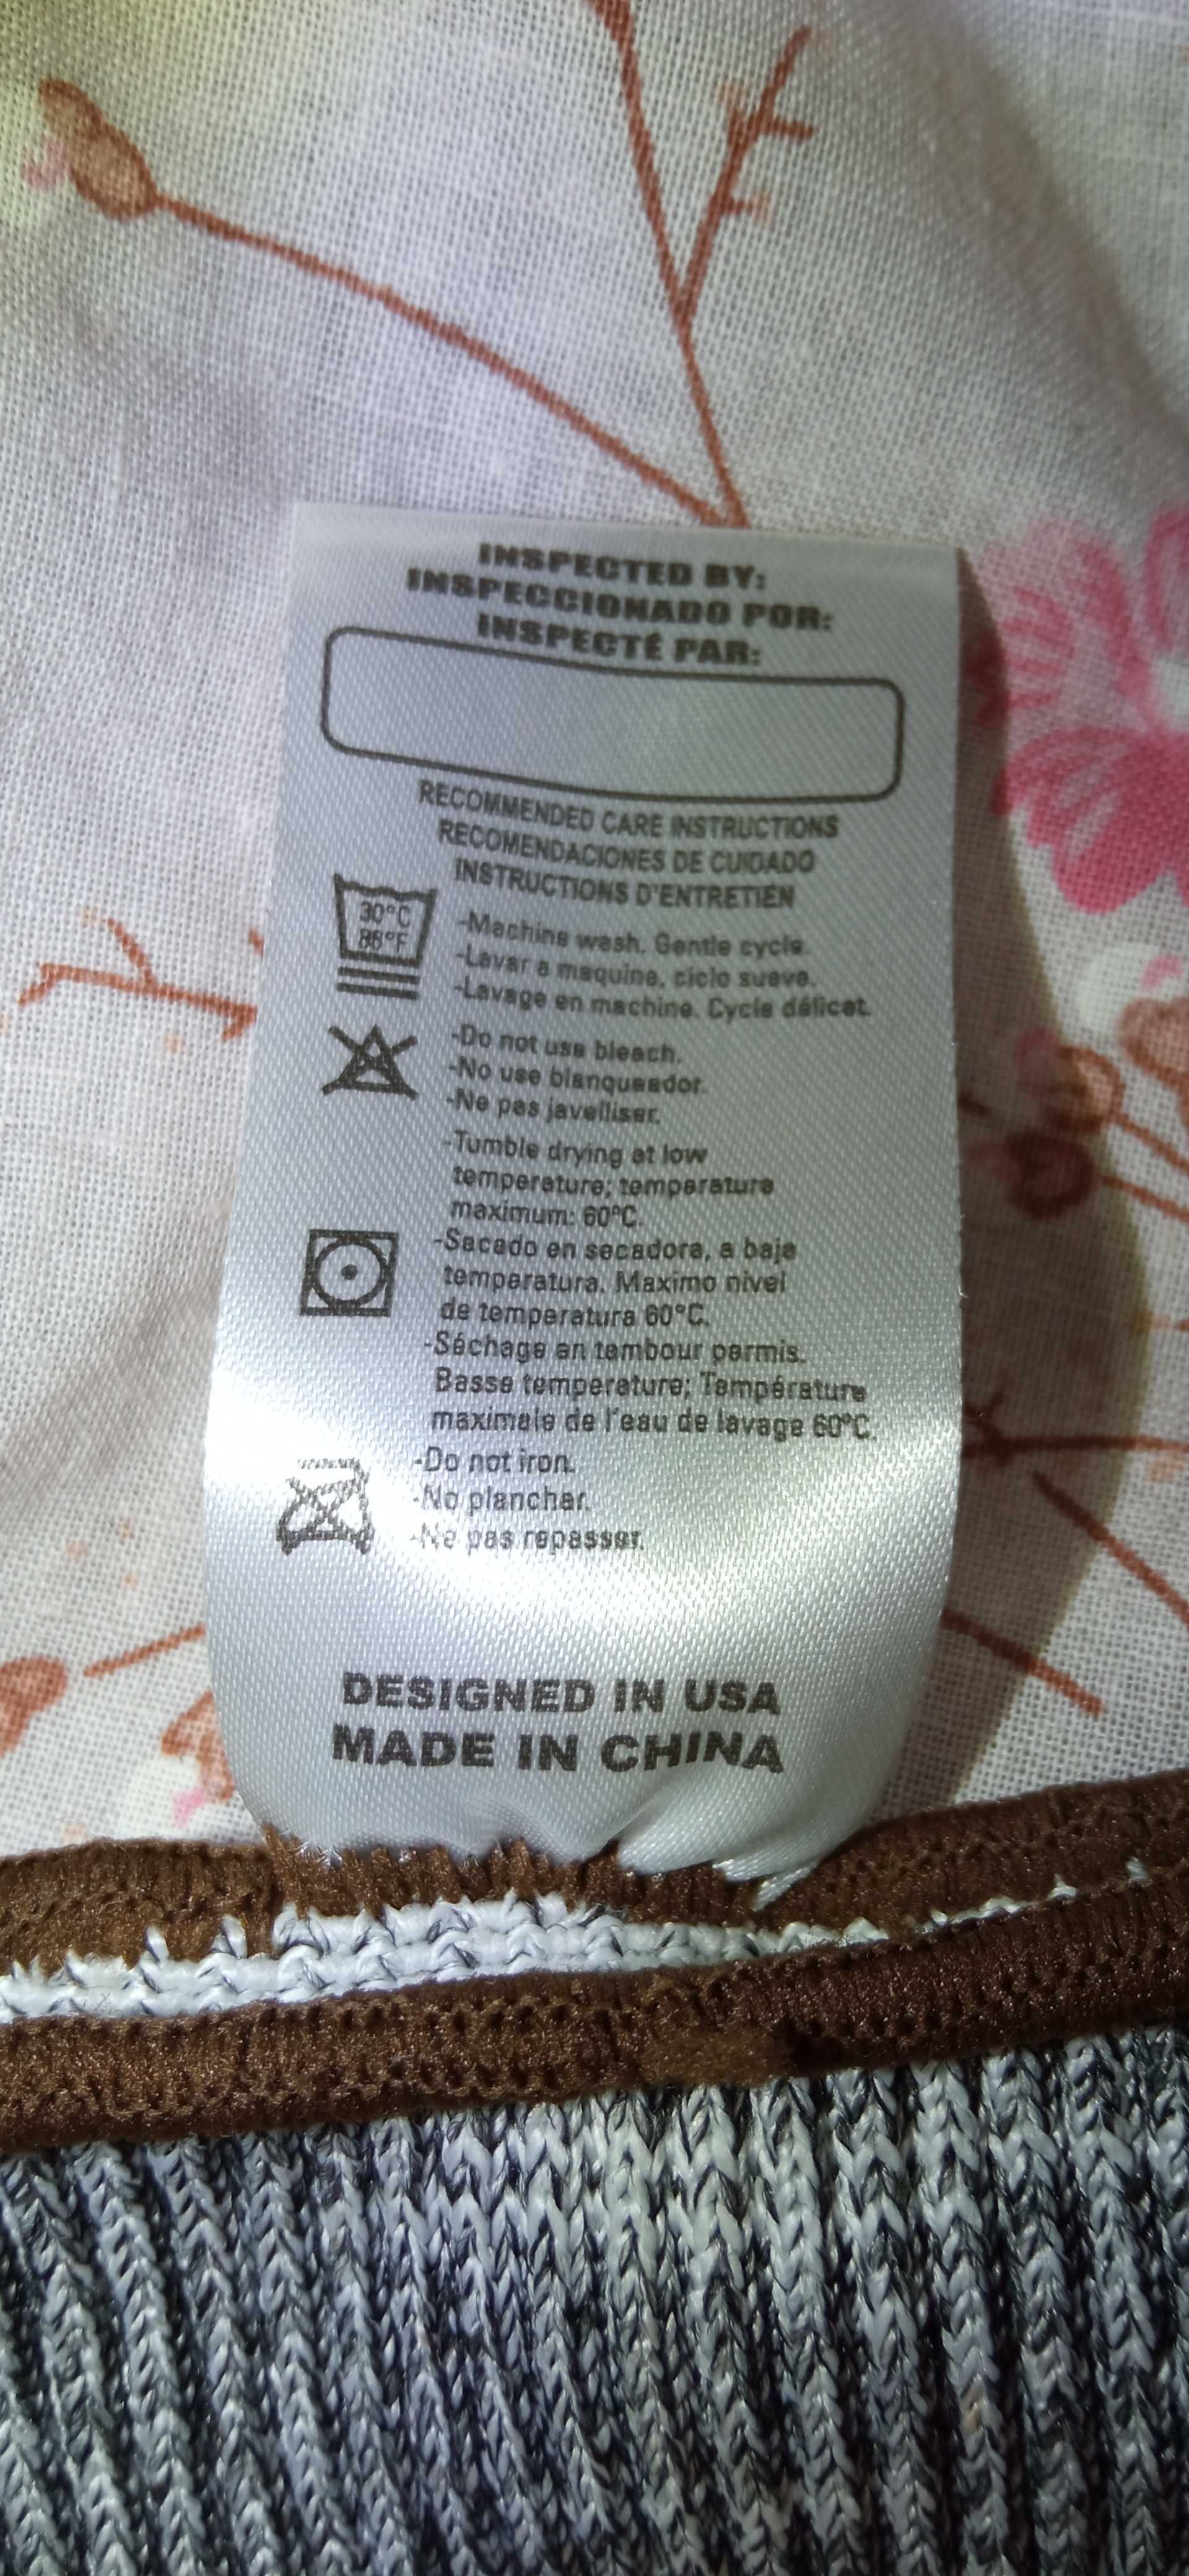 INSPECTED BY:
INSPECCIONADO POR:
INSPECTÉ PAR:
RECOMMENDED CARE INSTRUCTIONS
RECOMENDACIONES DE CUIDADO
INSTRUCTIONS D'ENTRETIEN
30°C
86°F
-Machine wash. Gentle cycle.
-Lavar a maquina, ciclo suave.
-Lavage en machine. Cycle délicat.
-Do not use bleach.
-No use blanqueador.
-Ne pas javelliser.
-Tumble drying at low
temperature; temperature
maximum: 60°C.
-Sacado en secadora, a baja
temperatura. Maximo nivel
de temperatura 60°C.
-Séchage en tambour permis.
Basse temperature; Température
maximale de l'eau de lavage 60°C.
-Do not iron.
-No planchar.
-Ne pas repasser.
DESIGNED IN USA
MADE IN CHINA